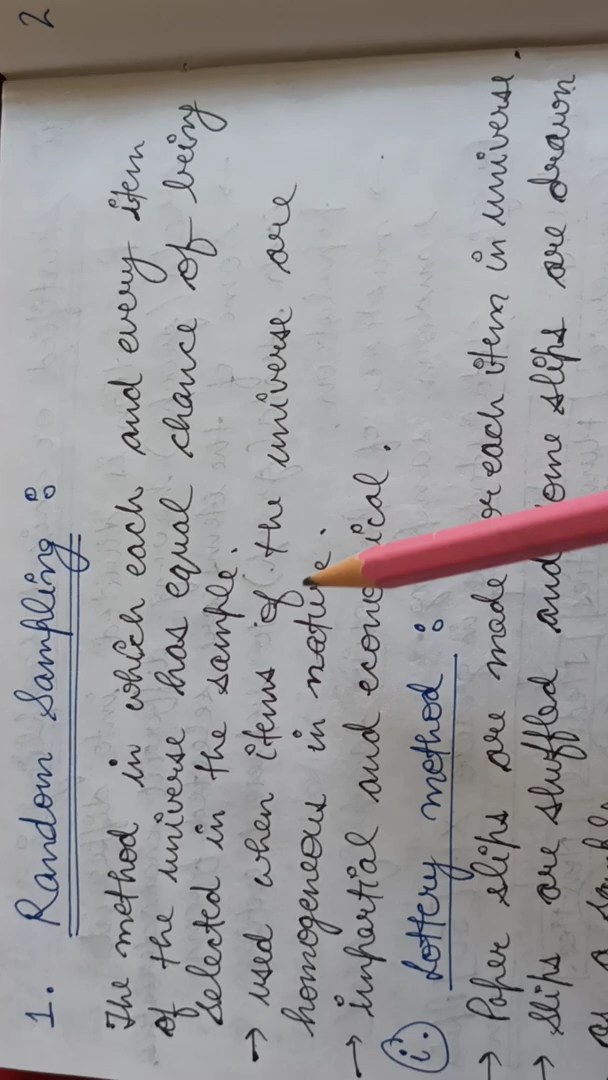 2
1. Random Sampling :
The method in which each and every item
of the universe has equal chance of being
selected in the sample.
→ used when items of the universe are
homogeneous in nature.
→ impartial and economical.
(i.) Lottery method :
→ Paper slips are made for each item in universe.
→ slips are shuffled and some slips are drawn
as a sample